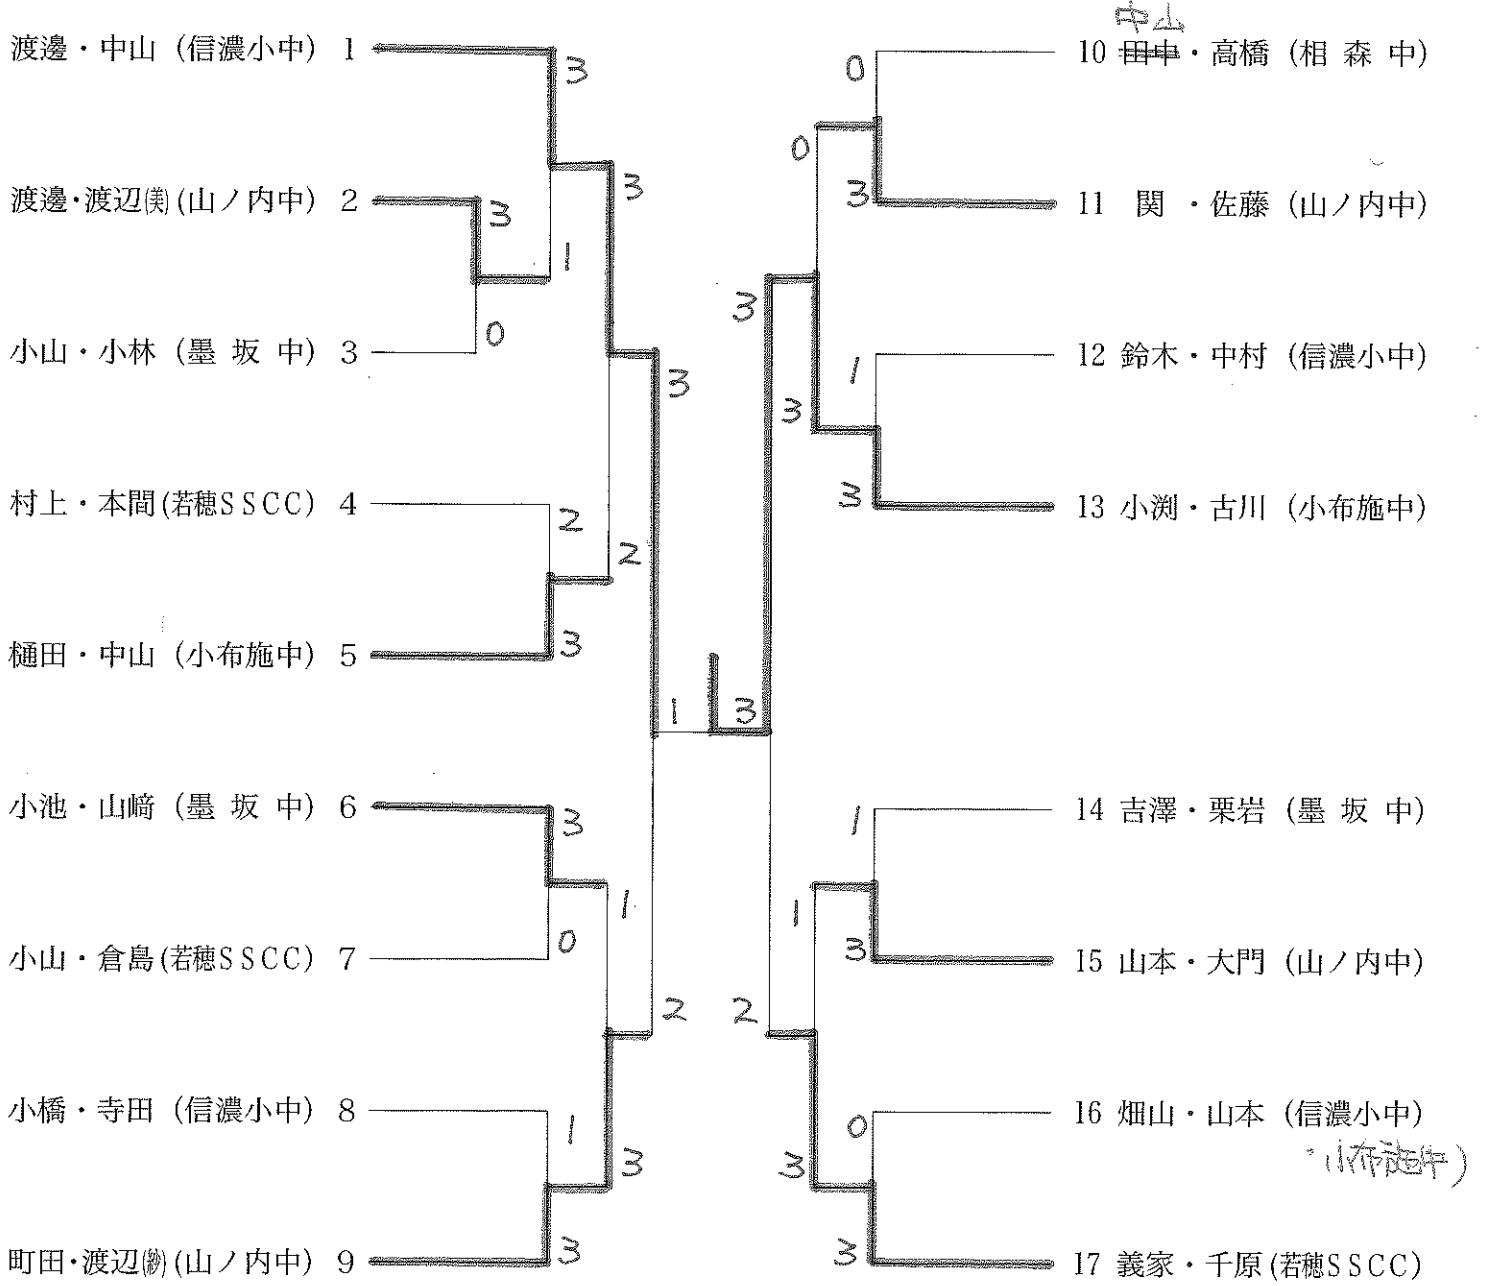 渡邊・中山 (信濃小中) 1
3
渡邊・渡辺㈱(山ノ内中) 2
3
1
0
小山・小林 (墨 坂 中) 3
3
村上・本間(若穂SSCC) 4
2
3
樋田・中山 (小布施中) 5
2
3
小池・山﨑 (墨 坂 中) 6
3
0
小山・倉島(若穂SSCC) 7
1
小橋・寺田 (信濃小中) 8
1
3
町田・渡辺(紗)(山ノ内中) 9
3
2
1
3
中山
10 田中・高橋 (相 森 中)
0
3
11 関 ・佐藤 (山ノ内中)
0
12 鈴木・中村 (信濃小中)
1
3
13 小渕・古川 (小布施中)
3
3
14 吉澤・栗岩 (墨 坂 中)
1
3
15 山本・大門 (山ノ内中)
1
16 畑山・山本 (信濃小中)
・小布施中)
0
3
17 義家・千原(若穂SSCC)
3
2